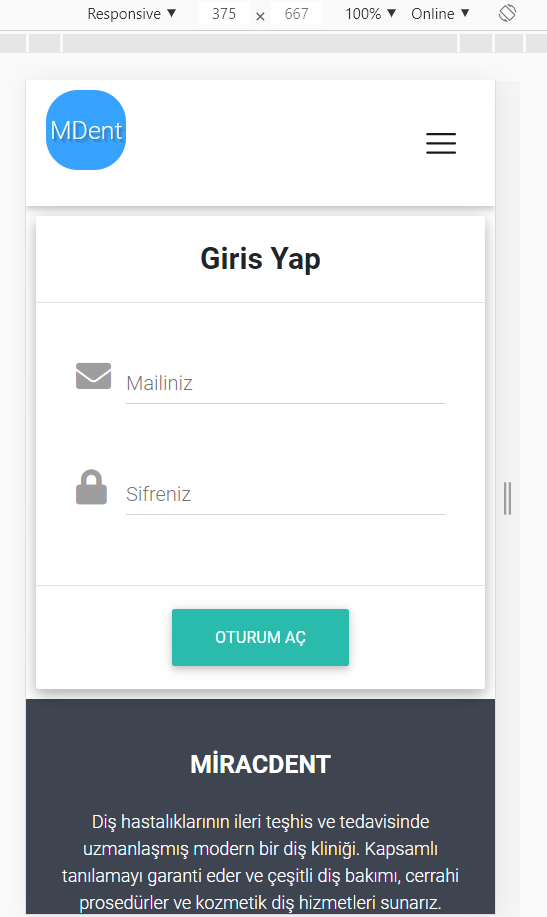 Responsive ▼ 375 × 667 100% ▼ Online ▼
MDent
Giris Yap
Mailiniz
Sifreniz
OTURUM AÇ
MİRACDENT
Diş hastalıklarının ileri teşhis ve tedavisinde
uzmanlaşmış modern bir diş kliniği. Kapsamlı
tanılamayı garanti eder ve çeşitli diş bakımı, cerrahi
prosedürler ve kozmetik diş hizmetleri sunarız.